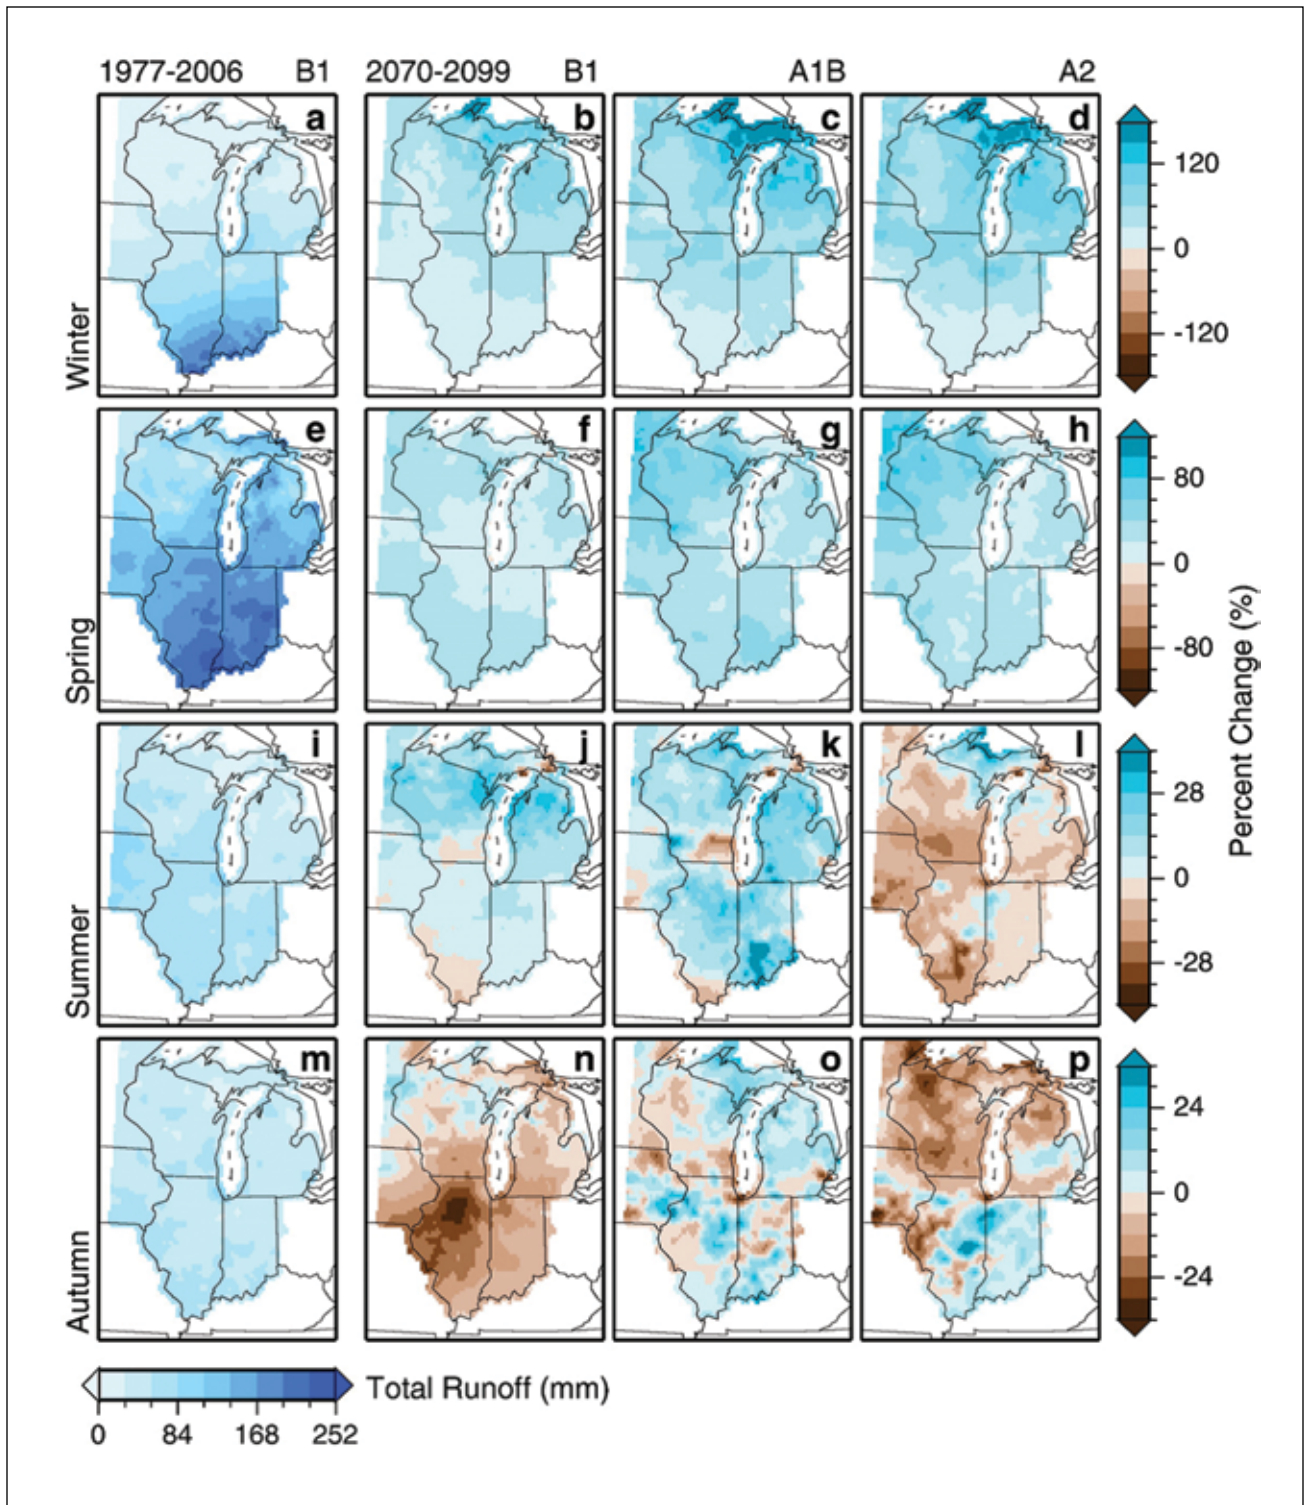 1977-2006 B1 2070-2099 B1 A1B A2
a b c d
120
0
-120
Winter
e f g h
80
0
-80
Spring
Percent Change (%)
i j k l
28
0
-28
Summer
m n o p
24
0
-24
Autumn
Total Runoff (mm)
0 84 168 252